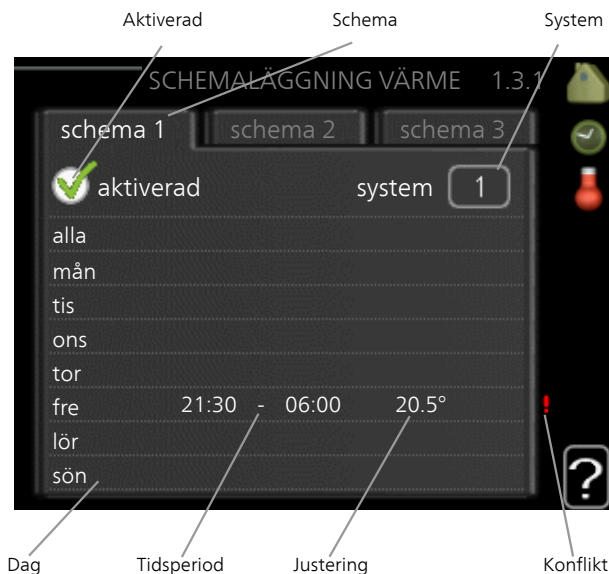 Aktiverad Schema System
SCHEMALÄGGNING VÄRME 1.3.1
schema 1 schema 2 schema 3
aktiverad system 1
alla
mån
tis
ons
tor
fre 21:30 - 06:00 20.5° !
lör
sön
?
Dag Tidsperiod Justering Konflikt